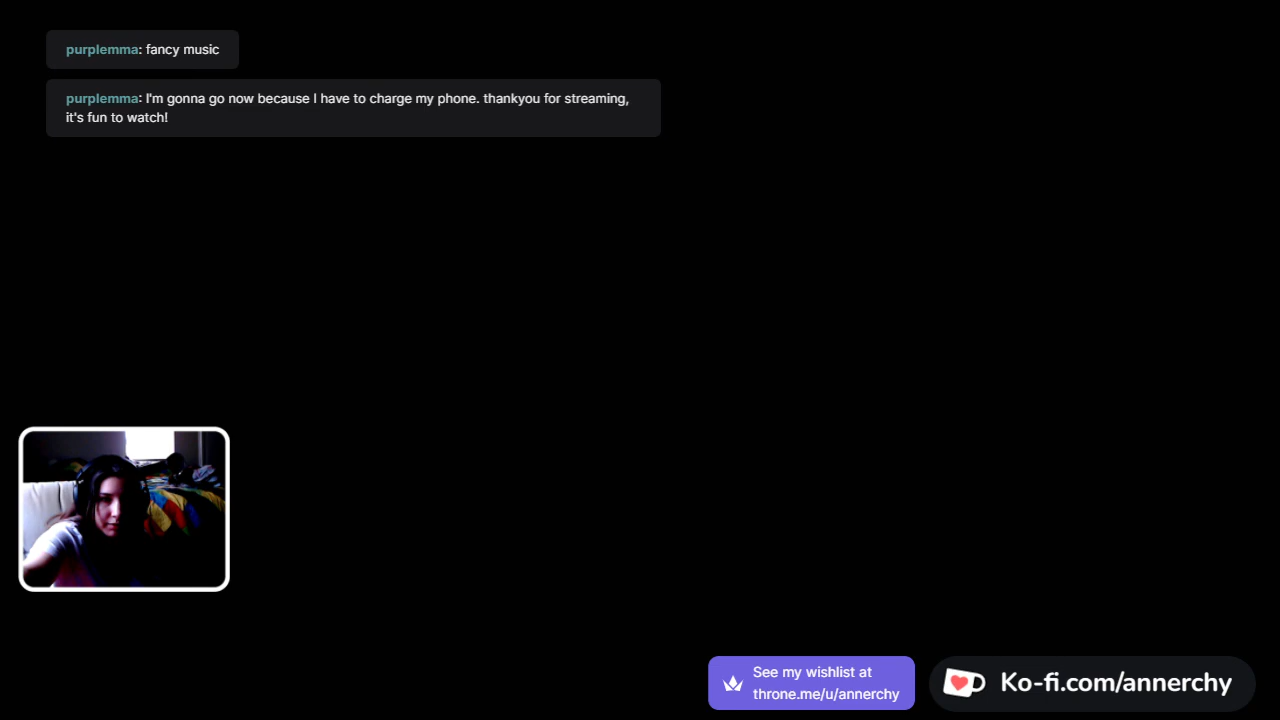 purplemma: fancy music
purplemma: I'm gonna go now because I have to charge my phone. thankyou for streaming,
it's fun to watch!
See my wishlist at
throne.me/u/annerchy
Ko-fi.com/annerchy